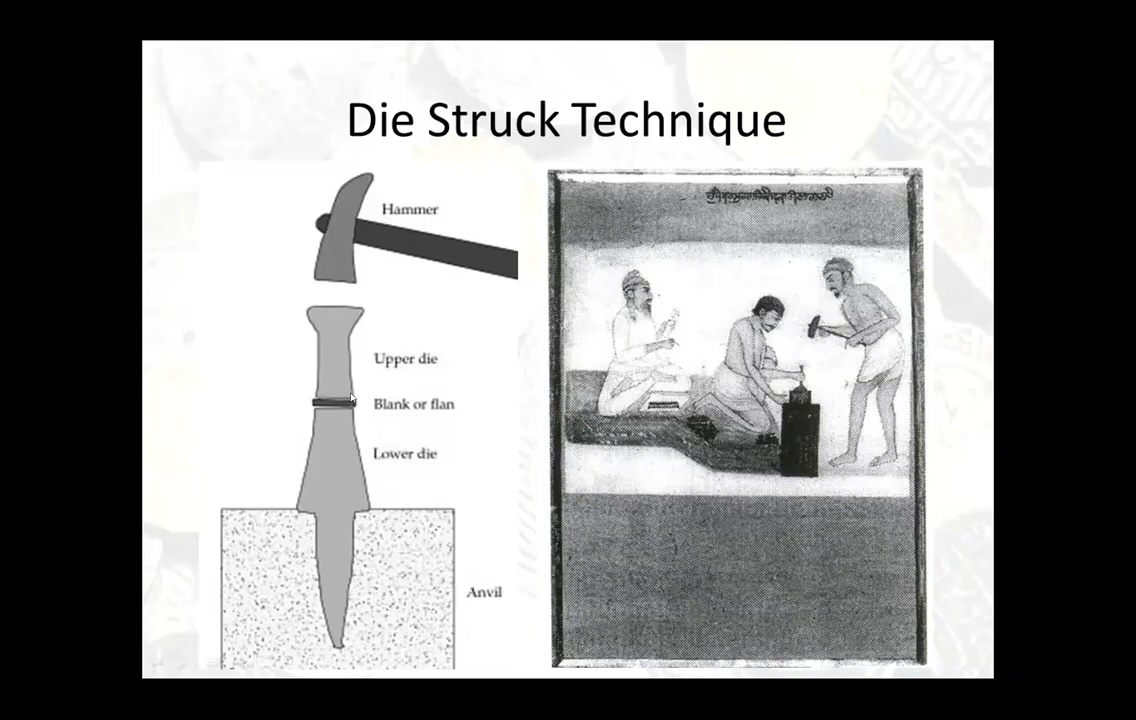 Die Struck Technique
Hammer
Upper die
Blank or flan
Lower die
Anvil